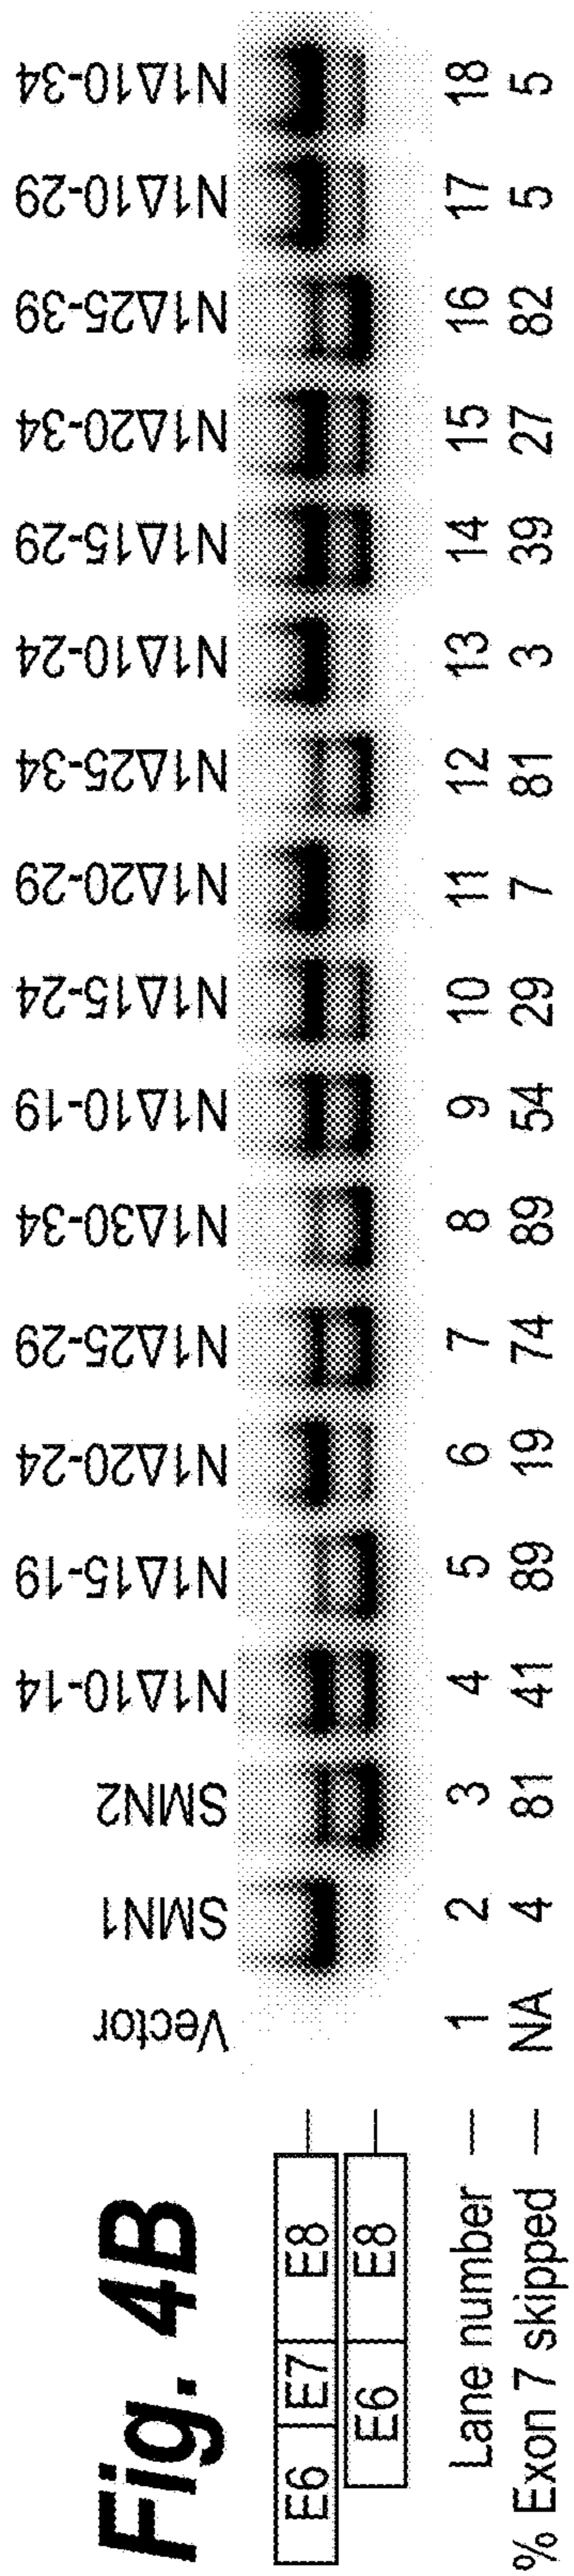 Fig. 4B
Vector SMN1 SMN2 N1Δ10-14 N1Δ15-19 N1Δ20-24 N1Δ25-29 N1Δ30-34 N1Δ10-19 N1Δ15-24 N1Δ20-29 N1Δ25-34 N1Δ10-24 N1Δ15-29 N1Δ20-34 N1Δ25-39 N1Δ10-29 N1Δ10-34
E6 E7 E8
E6 E8
Lane number — 1 2 3 4 5 6 7 8 9 10 11 12 13 14 15 16 17 18
% Exon 7 skipped — NA 4 81 41 89 19 74 89 54 29 7 81 3 39 27 82 5 5